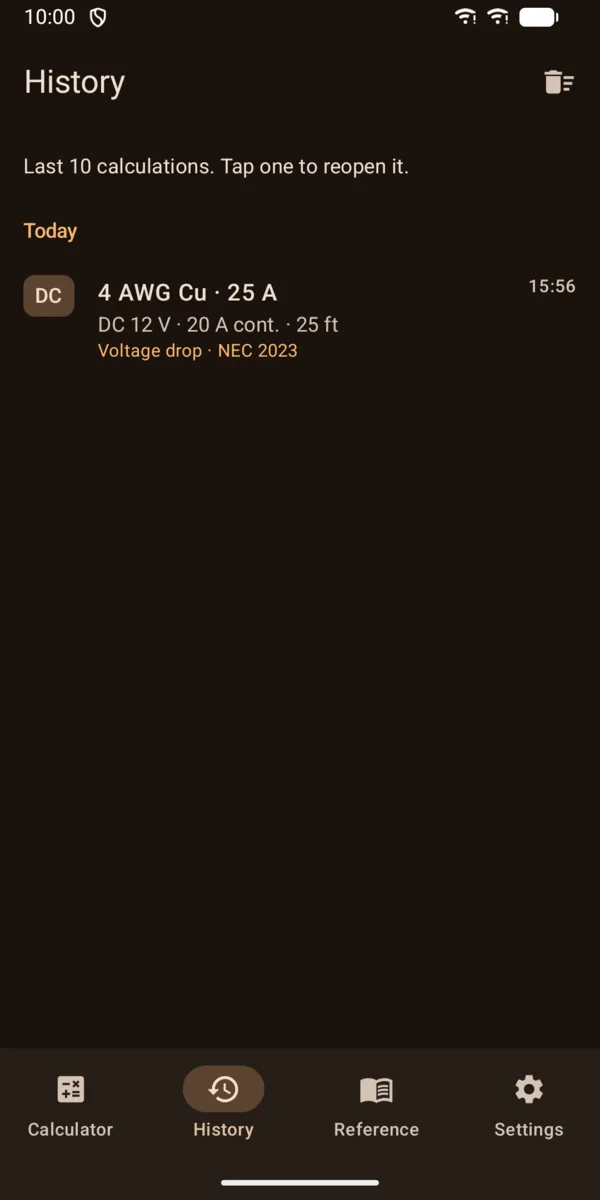 10:00
History
Last 10 calculations. Tap one to reopen it.
Today
DC
4 AWG Cu · 25 A
15:56
DC 12 V · 20 A cont. · 25 ft
Voltage drop · NEC 2023
Calculator
History
Reference
Settings